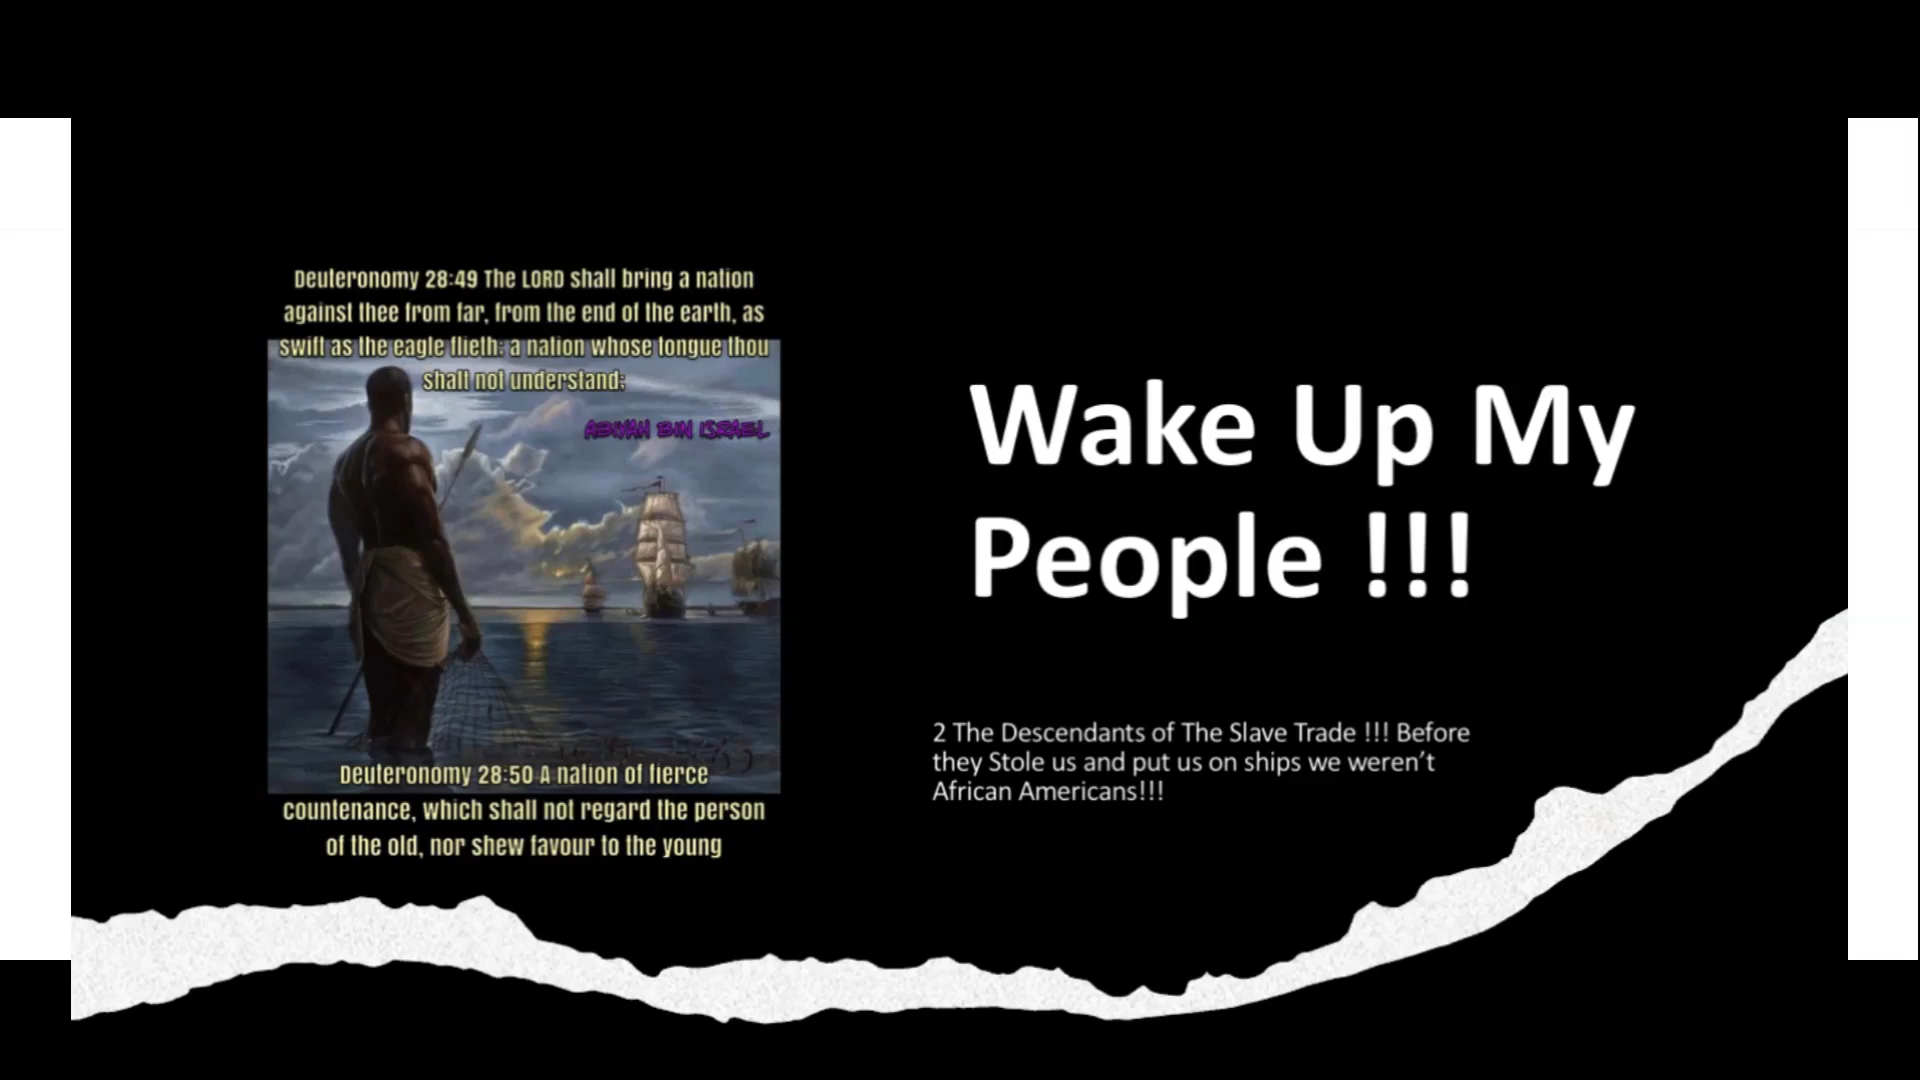 Deuteronomy 28:49 The LORD shall bring a nation
against thee from far, from the end of the earth, as
swift as the eagle flieth; a nation whose tongue thou
shalt not understand;
ABIYAH BIN ISRAEL
Deuteronomy 28:50 A nation of fierce
countenance, which shall not regard the person
of the old, nor shew favour to the young
Wake Up My
People !!!
2 The Descendants of The Slave Trade !!! Before
they Stole us and put us on ships we weren’t
African Americans!!!